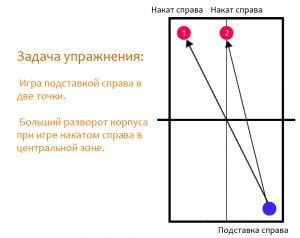 Накат справа Накат справа
1 2
Задача упражнения:
Игра подставкой справа в
две точки.
Больший разворот корпуса
при игре накатом справа в
центральной зоне.
Подставка справа